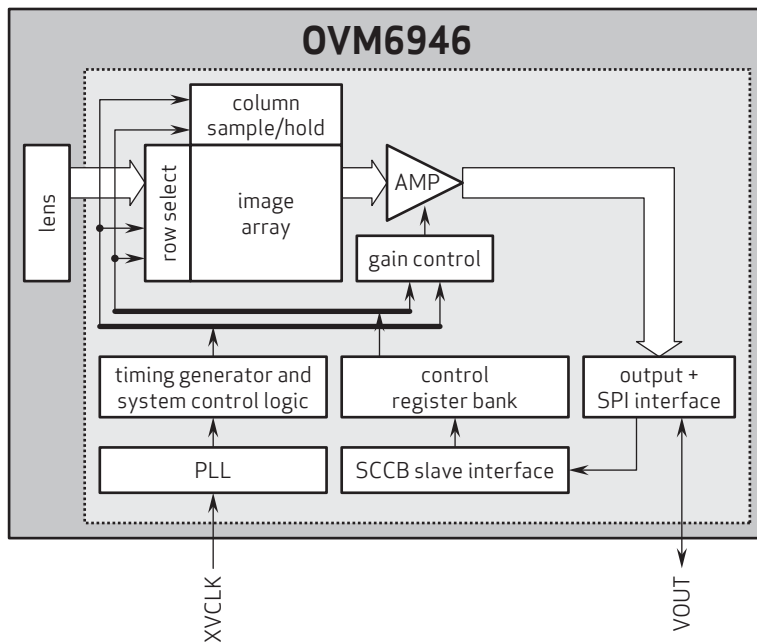 OVM6946
column
sample/hold
lens
row select
image
array
AMP
gain control
timing generator and
system control logic
control
register bank
output +
SPI interface
PLL
SCCB slave interface
XVCLK
VOUT